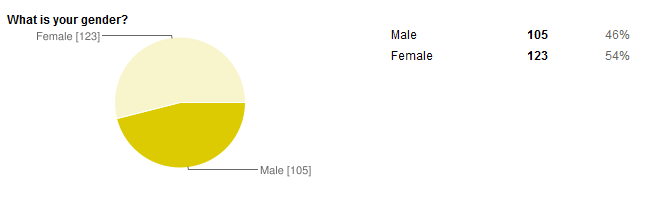 What is your gender?
Female [123]
Male [105]
Male 105 46%
Female 123 54%